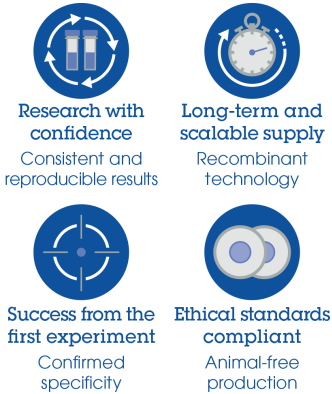 Research with
confidence
Consistent and
reproducible results
Long-term and
scalable supply
Recombinant
technology
Success from the
first experiment
Confirmed
specificity
Ethical standards
compliant
Animal-free
production